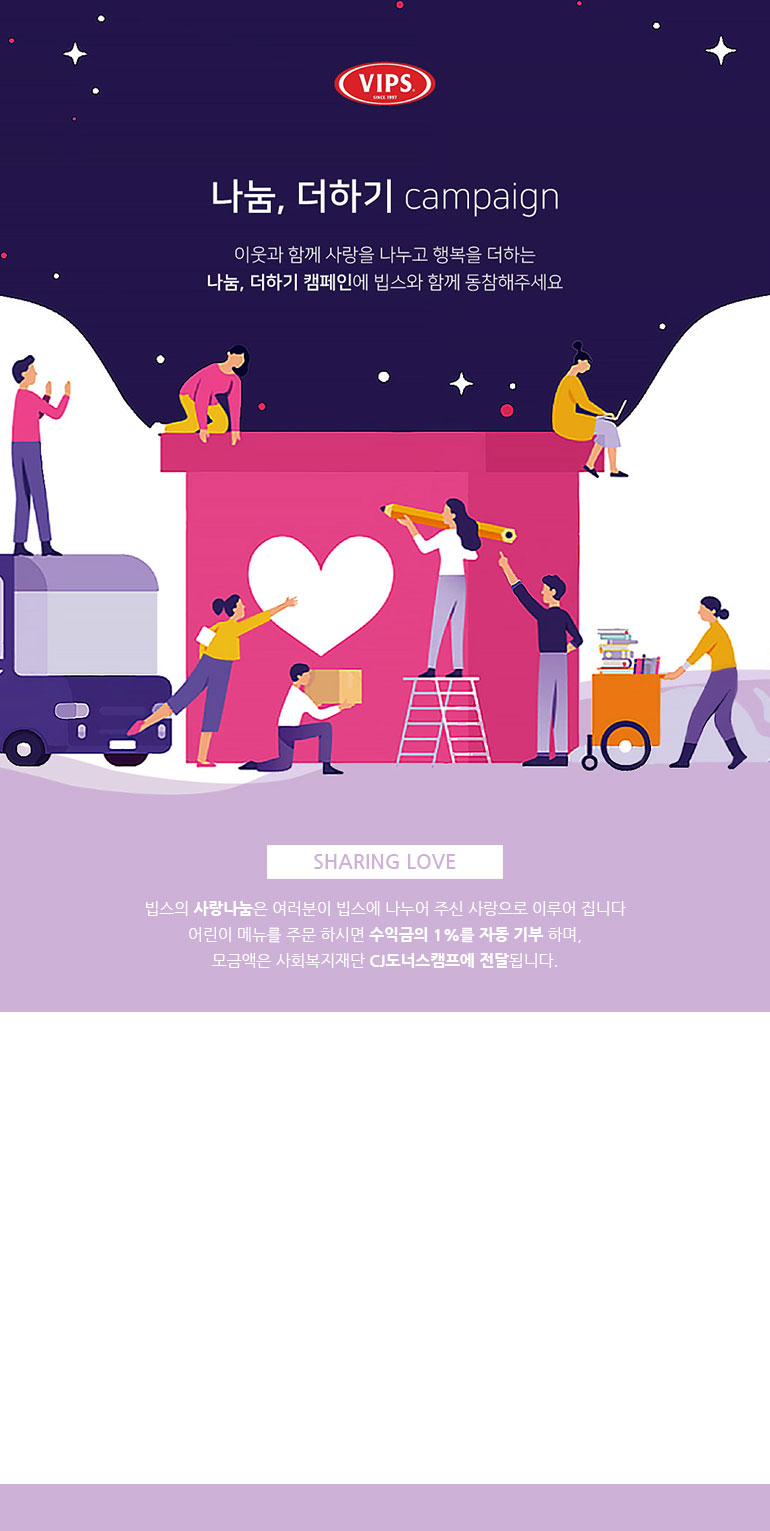 VIPS
SINCE 1997
나눔, 더하기 campaign
이웃과 함께 사랑을 나누고 행복을 더하는
나눔, 더하기 캠페인에 빕스와 함께 동참해주세요
SHARING LOVE
빕스의 사랑나눔은 여러분이 빕스에 나누어 주신 사랑으로 이루어 집니다
어린이 메뉴를 주문 하시면 수익금의 1%를 자동 기부 하며,
모금액은 사회복지재단 CJ도너스캠프에 전달됩니다.